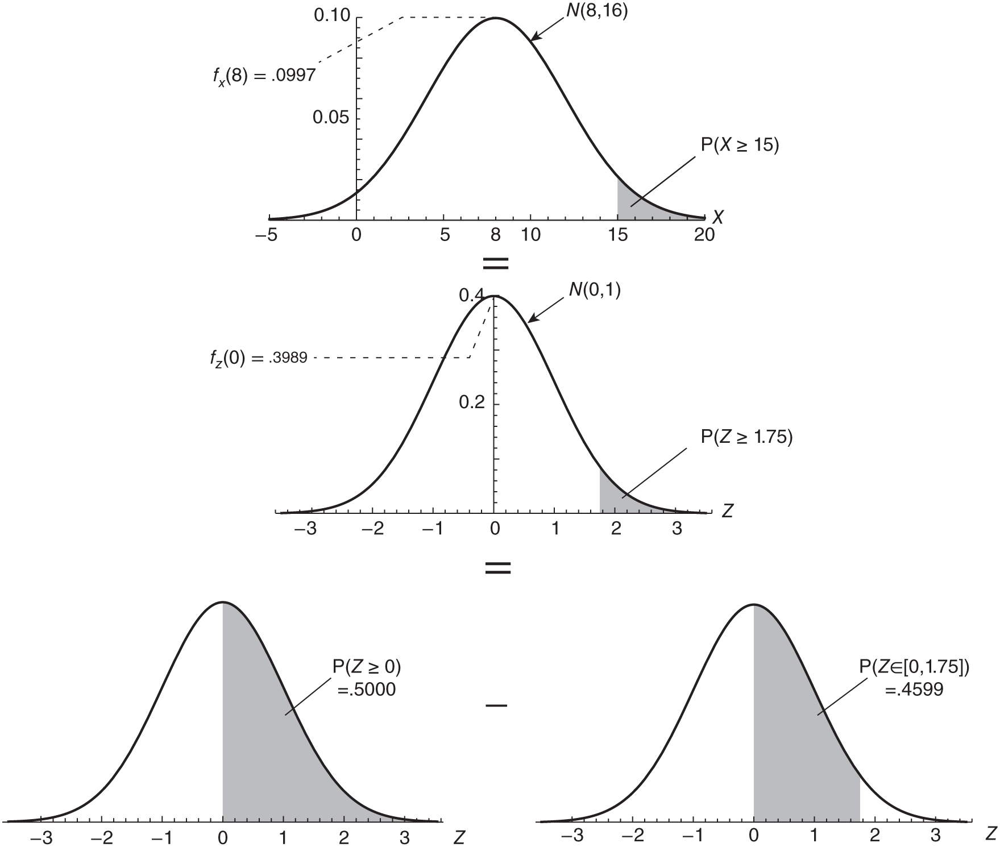 0.10
N(8,16)
fx(8) = .0997
0.05
P(X ≥ 15)
X
−5 0 5 8 10 15 20
=
0.4
N(0,1)
fz(0) = .3989
0.2
P(Z ≥ 1.75)
Z
−3 −2 −1 0 1 2 3
=
P(Z ≥ 0)
=.5000
−3 −2 −1 0 1 2 3 Z
−
P(Z∈[0,1.75])
=.4599
−3 −2 −1 0 1 2 3 Z